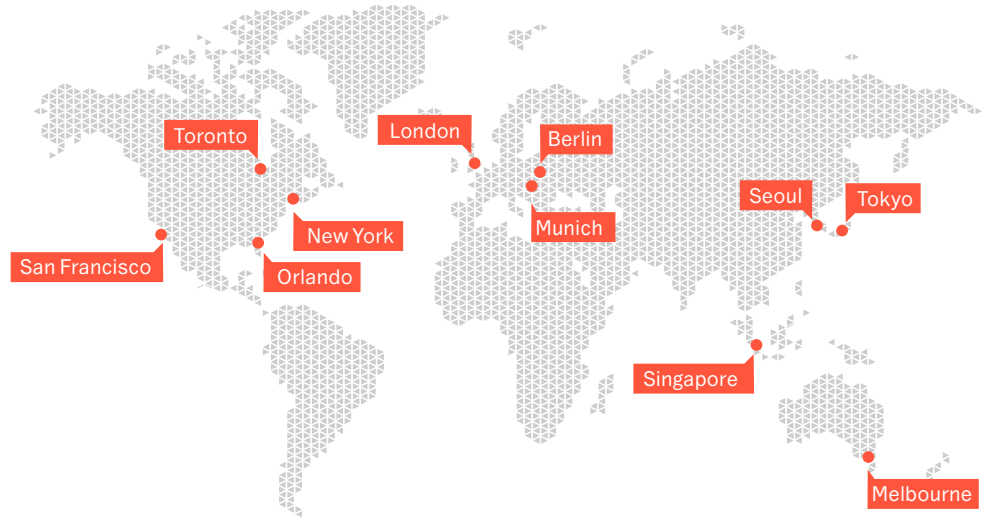 Toronto
London
Berlin
Seoul
Tokyo
New York
Munich
San Francisco
Orlando
Singapore
Melbourne